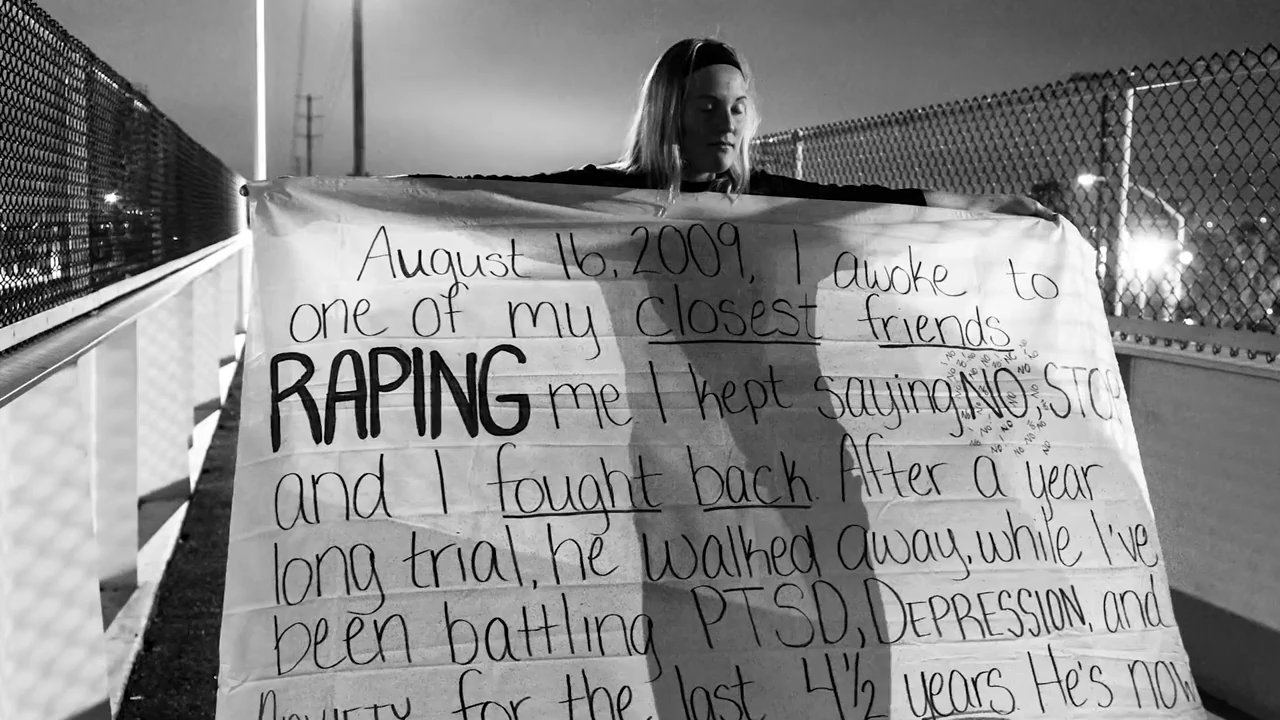 August 16, 2009, I awoke to
one of my closest friends
RAPING me I kept saying NO, STOP
and I fought back. After a year
long trial, he walked away, while I've
been battling PTSD, DEPRESSION, and
ANXIETY for the last 4½ years. He's now